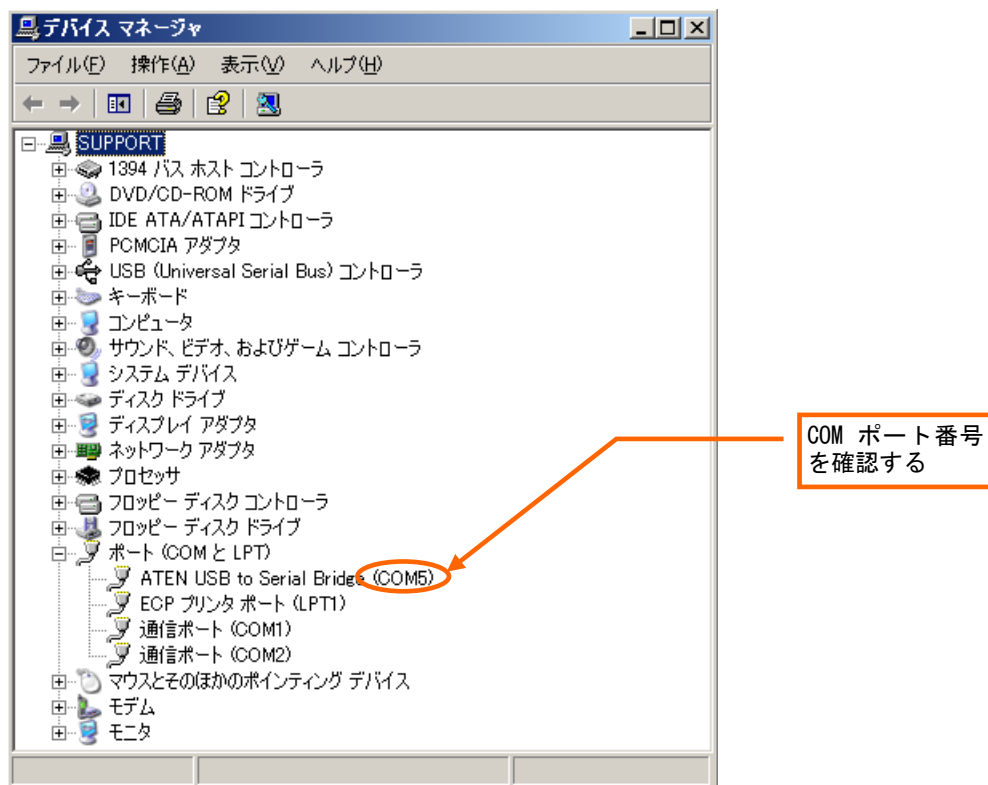 デバイス マネージャ
ファイル(F) 操作(A) 表示(V) ヘルプ(H)
SUPPORT
1394 バス ホスト コントローラ
DVD/CD-ROM ドライブ
IDE ATA/ATAPI コントローラ
PCMCIA アダプタ
USB (Universal Serial Bus) コントローラ
キーボード
コンピュータ
サウンド、ビデオ、およびゲーム コントローラ
システム デバイス
ディスク ドライブ
ディスプレイ アダプタ
ネットワーク アダプタ
プロセッサ
フロッピー ディスク コントローラ
フロッピー ディスク ドライブ
ポート (COM と LPT)
ATEN USB to Serial Bridge (COM5)
ECP プリンタ ポート (LPT1)
通信ポート (COM1)
通信ポート (COM2)
マウスとそのほかのポインティング デバイス
モデム
モニタ
COM ポート番号
を確認する